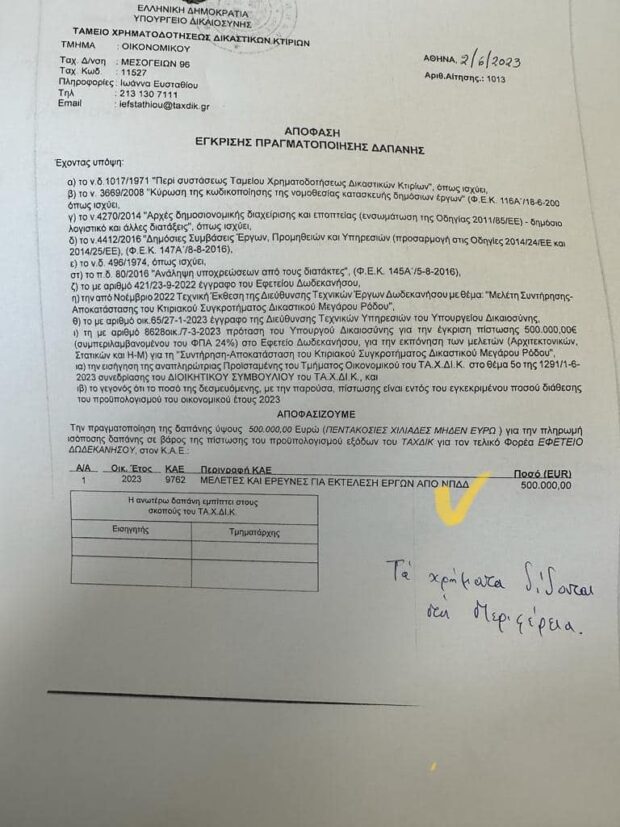 ΕΛΛΗΝΙΚΗ ΔΗΜΟΚΡΑΤΙΑ
ΥΠΟΥΡΓΕΙΟ ΔΙΚΑΙΟΣΥΝΗΣ
ΤΑΜΕΙΟ ΧΡΗΜΑΤΟΔΟΤΗΣΕΩΣ ΔΙΚΑΣΤΙΚΩΝ ΚΤΙΡΙΩΝ
ΤΜΗΜΑ : ΟΙΚΟΝΟΜΙΚΟΥ
Ταχ. Δ/νση : ΜΕΣΟΓΕΙΩΝ 96
Ταχ. Κωδ : 11527
Πληροφορίες : Ιωάννα Ευσταθίου
Τηλ : 213 130 7111
Email : iefstathiou@taxdik.gr
ΑΘΗΝΑ, 2/6/2023
Αριθ.Αίτησης.: 1013
ΑΠΟΦΑΣΗ
ΕΓΚΡΙΣΗΣ ΠΡΑΓΜΑΤΟΠΟΙΗΣΗΣ ΔΑΠΑΝΗΣ
Έχοντας υπόψη:
α) το ν.δ.1017/1971 "Περί συστάσεως Ταμείου Χρηματοδοτήσεως Δικαστικών Κτιρίων", όπως ισχύει,
β) το ν. 3669/2008 "Κύρωση της κωδικοποίησης της νομοθεσίας κατασκευής δημόσιων έργων" (Φ.Ε.Κ. 116Α΄/18-6-200
όπως ισχύει,
γ) το ν.4270/2014 "Αρχές δημοσιονομικής διαχείρισης και εποπτείας (ενσωμάτωση της Οδηγίας 2011/85/ΕΕ) - δημόσιο
λογιστικό και άλλες διατάξεις", όπως ισχύει,
δ) το ν.4412/2016 "Δημόσιες Συμβάσεις Έργων, Προμηθειών και Υπηρεσιών (προσαρμογή στις Οδηγίες 2014/24/ΕΕ και
2014/25/ΕΕ), (Φ.Ε.Κ. 147Α΄/8-8-2016),
ε) το ν.δ. 496/1974, όπως ισχύει,
στ) το π.δ. 80/2016 "Ανάληψη υποχρεώσεων από τους διατάκτες", (Φ.Ε.Κ. 145Α΄/5-8-2016),
ζ) το με αριθμό 421/23-9-2022 έγγραφο του Εφετείου Δωδεκανήσου,
η) την από Νοέμβριο 2022 Τεχνική Έκθεση της Διεύθυνσης Τεχνικών Έργων Δωδεκανήσου με θέμα: "Μελέτη Συντήρησης-
Αποκατάστασης του Κτιριακού Συγκροτήματος Δικαστικού Μεγάρου Ρόδου",
θ) το με αριθμό οικ.65/27-1-2023 έγγραφο της Διεύθυνσης Τεχνικών Υπηρεσιών του Υπουργείου Δικαιοσύνης,
ι) τη με αριθμό 8628οικ./7-3-2023 πρόταση του Υπουργού Δικαιοσύνης για την έγκριση πίστωσης 500.000,00€
(συμπεριλαμβανομένου του ΦΠΑ 24%) στο Εφετείο Δωδεκανήσου, για την εκπόνηση των μελετών (Αρχιτεκτονικών,
Στατικών και Η-Μ) για τη "Συντήρηση-Αποκατάσταση του Κτιριακού Συγκροτήματος Δικαστικού Μεγάρου Ρόδου",
ια) την εισήγηση της αναπληρώτριας Προϊσταμένης του Τμήματος Οικονομικού του ΤΑ.Χ.ΔΙ.Κ. στο θέμα 5ο της 1291/1-6-
2023 συνεδρίασης του ΔΙΟΙΚΗΤΙΚΟΥ ΣΥΜΒΟΥΛΙΟΥ του ΤΑ.Χ.ΔΙ.Κ., και
ιβ) το γεγονός ότι το ποσό της δεσμευόμενης, με την παρούσα, πίστωσης είναι εντός του εγκεκριμένου ποσού διάθεσης
του προϋπολογισμού του οικονομικού έτους 2023
ΑΠΟΦΑΣΙΖΟΥΜΕ
Την πραγματοποίηση της δαπάνης ύψους 500.000,00 Ευρώ (ΠΕΝΤΑΚΟΣΙΕΣ ΧΙΛΙΑΔΕΣ ΜΗΔΕΝ ΕΥΡΩ ) για την πληρωμή
ισόποσης δαπάνης σε βάρος της πίστωσης του προϋπολογισμού εξόδων του ΤΑΧΔΙΚ για τον τελικό Φορέα ΕΦΕΤΕΙΟ
ΔΩΔΕΚΑΝΗΣΟΥ, στον Κ.Α.Ε.:
Α/Α Οικ. Έτος ΚΑΕ Περιγραφή ΚΑΕ Ποσό (EUR)
1 2023 9762 ΜΕΛΕΤΕΣ ΚΑΙ ΕΡΕΥΝΕΣ ΓΙΑ ΕΚΤΕΛΕΣΗ ΕΡΓΩΝ ΑΠΟ ΝΠΔΔ 500.000,00
Η ανωτέρω δαπάνη εμπίπτει στους
σκοπούς του ΤΑ.Χ.ΔΙ.Κ.
Εισηγητής Τμηματάρχης
Τά χρήματα δίδονται
στη Περιφέρεια.